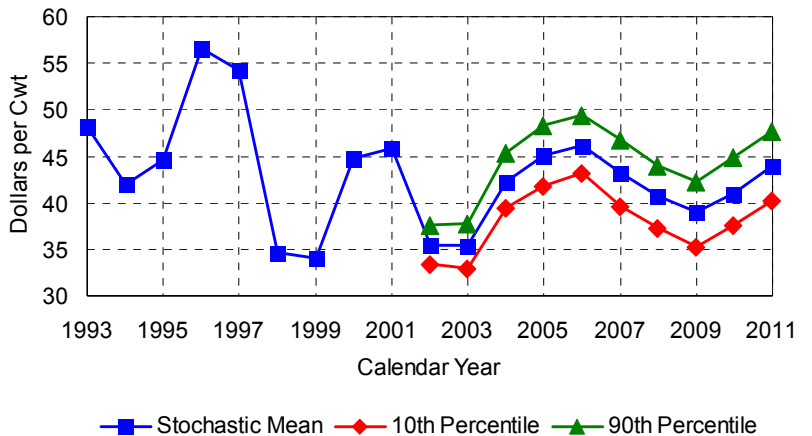 Dollars per Cwt
60
55
50
45
40
35
30
1993 1995 1997 1999 2001 2003 2005 2007 2009 2011
Calendar Year
Stochastic Mean 10th Percentile 90th Percentile